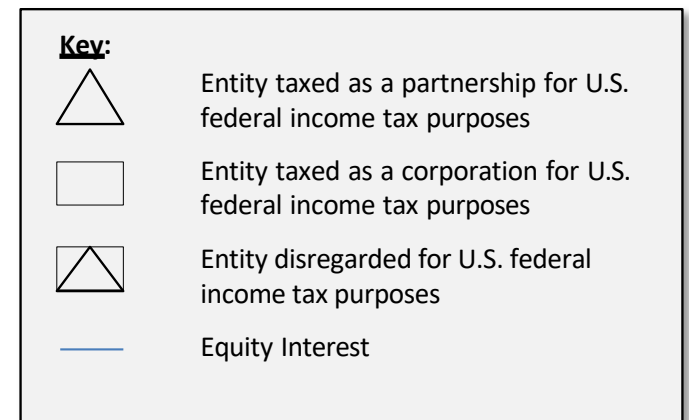 Key:
Entity taxed as a partnership for U.S.
federal income tax purposes
Entity taxed as a corporation for U.S.
federal income tax purposes
Entity disregarded for U.S. federal
income tax purposes
Equity Interest